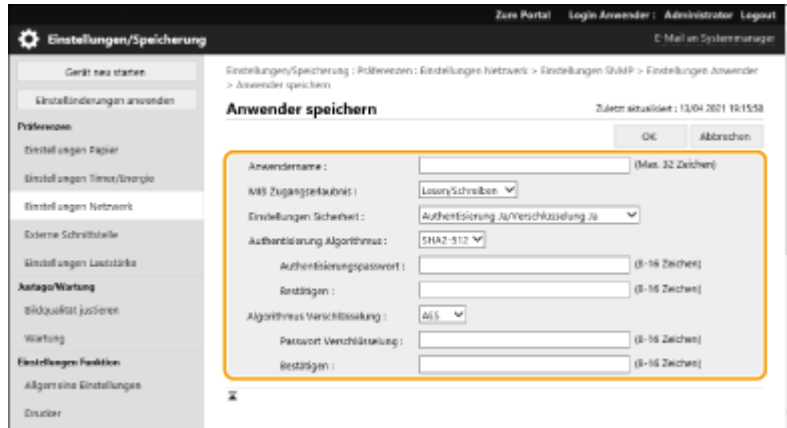 Zum Portal Login Anwender : Administrator Logout
Einstellungen/Speicherung
E-Mail an Systemmanager
Gerät neu starten
Einstelländerungen anwenden
Präferenzen
Einstellungen Papier
Einstellungen Timer/Energie
Einstellungen Netzwerk
Externe Schnittstelle
Einstellungen Lautstärke
Justage/Wartung
Bildqualität justieren
Wartung
Einstellungen Funktion
Allgemeine Einstellungen
Drucker
Einstellungen/Speicherung : Präferenzen : Einstellungen Netzwerk > Einstellungen SNMP > Einstellungen Anwender
> Anwender speichern
Anwender speichern
Zuletzt aktualisiert : 13/04 2021 19:15:58
OK Abbrechen
Anwendername : (Max. 32 Zeichen)
MIB Zugangserlaubnis : Lesen/Schreiben
Einstellungen Sicherheit : Authentisierung Ja/Verschlüsselung Ja
Authentisierung Algorithmus : SHA2-512
Authentisierungspasswort : (8-16 Zeichen)
Bestätigen : (8-16 Zeichen)
Algorithmus Verschlüsselung : AES
Passwort Verschlüsselung : (8-16 Zeichen)
Bestätigen : (8-16 Zeichen)